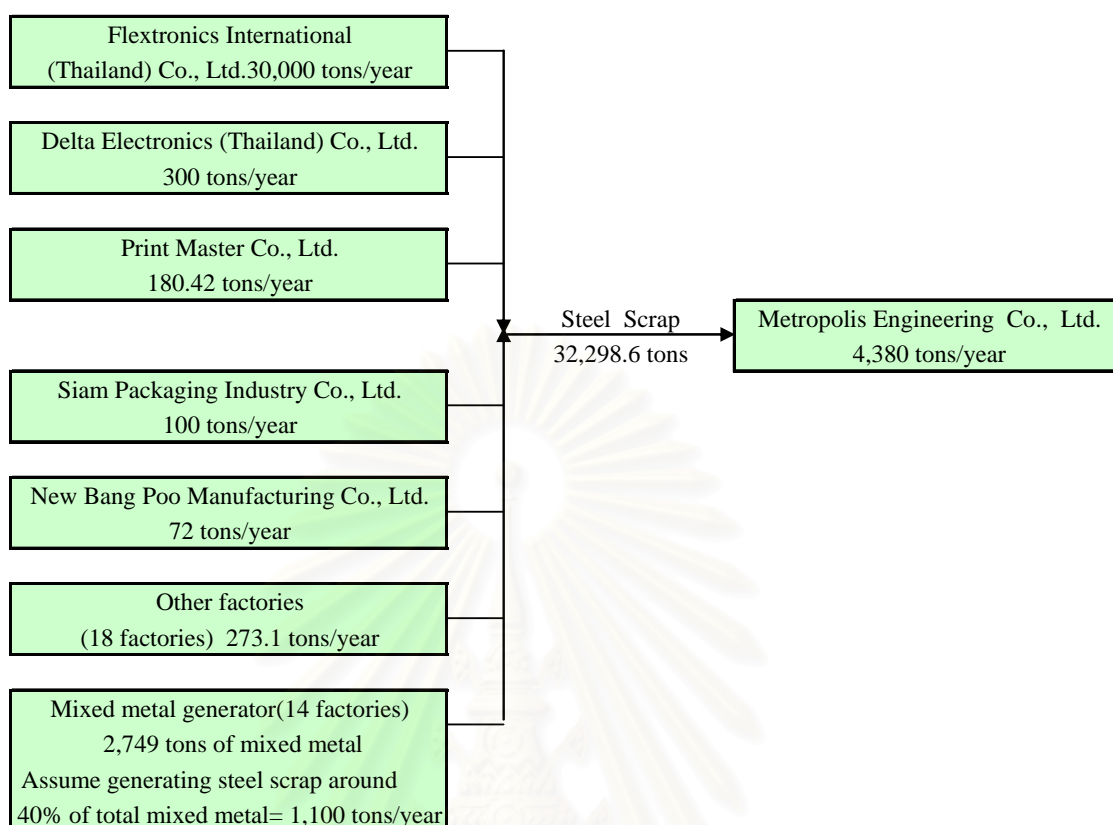 Flextronics International
(Thailand) Co., Ltd.30,000 tons/year
Delta Electronics (Thailand) Co., Ltd.
300 tons/year
Print Master Co., Ltd.
180.42 tons/year
Steel Scrap
32,298.6 tons
Metropolis Engineering Co., Ltd.
4,380 tons/year
Siam Packaging Industry Co., Ltd.
100 tons/year
New Bang Poo Manufacturing Co., Ltd.
72 tons/year
Other factories
(18 factories) 273.1 tons/year
Mixed metal generator(14 factories)
2,749 tons of mixed metal
Assume generating steel scrap around
40% of total mixed metal= 1,100 tons/year